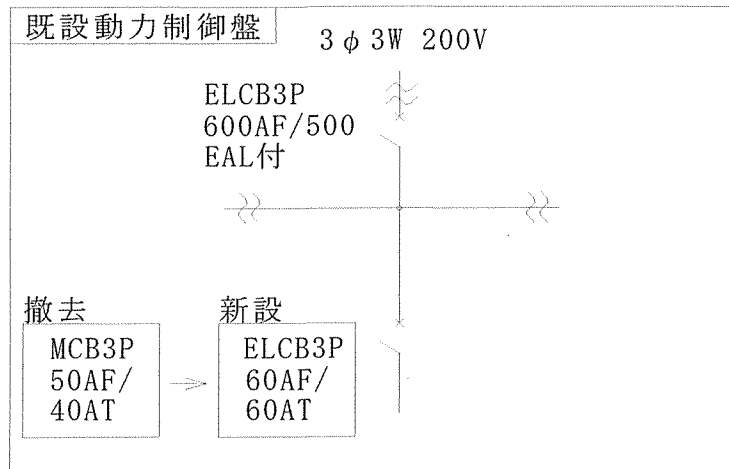 既設動力制御盤
3φ3W 200V
ELCB3P
600AF/500
EAL付
撤去
MCB3P
50AF/
40AT
新設
ELCB3P
60AF/
60AT